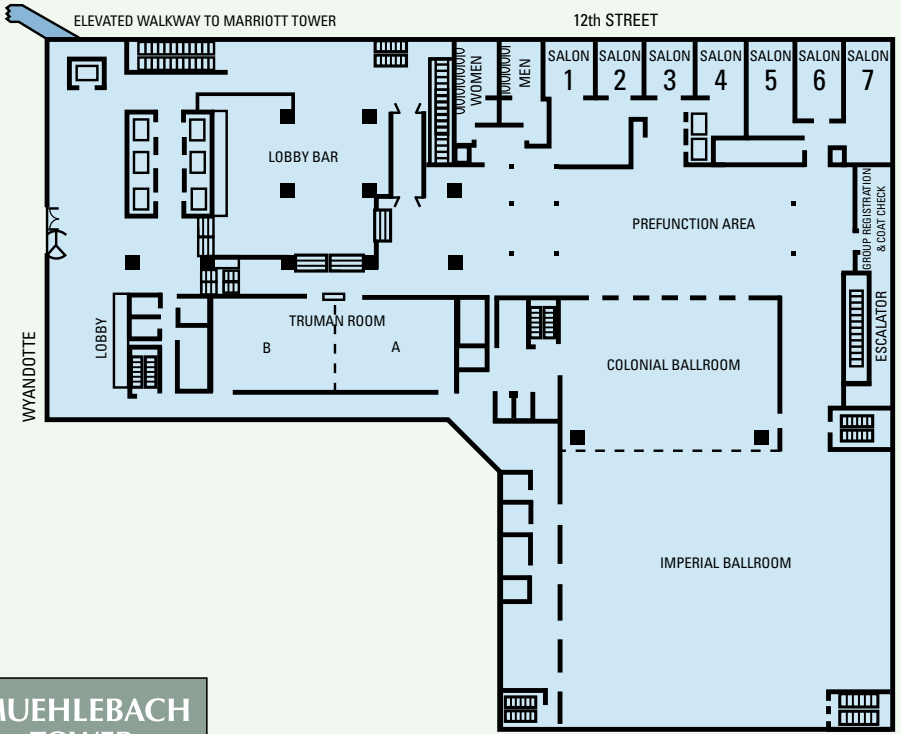 ELEVATED WALKWAY TO MARRIOTT TOWER
12th STREET
WOMEN
MEN
SALON
1
SALON
2
SALON
3
SALON
4
SALON
5
SALON
6
SALON
7
LOBBY BAR
PREFUNCTION AREA
GROUP REGISTRATION
& COAT CHECK
ESCALATOR
WYANDOTTE
LOBBY
TRUMAN ROOM
B
A
COLONIAL BALLROOM
IMPERIAL BALLROOM
MUEHLEBACH
TOWER